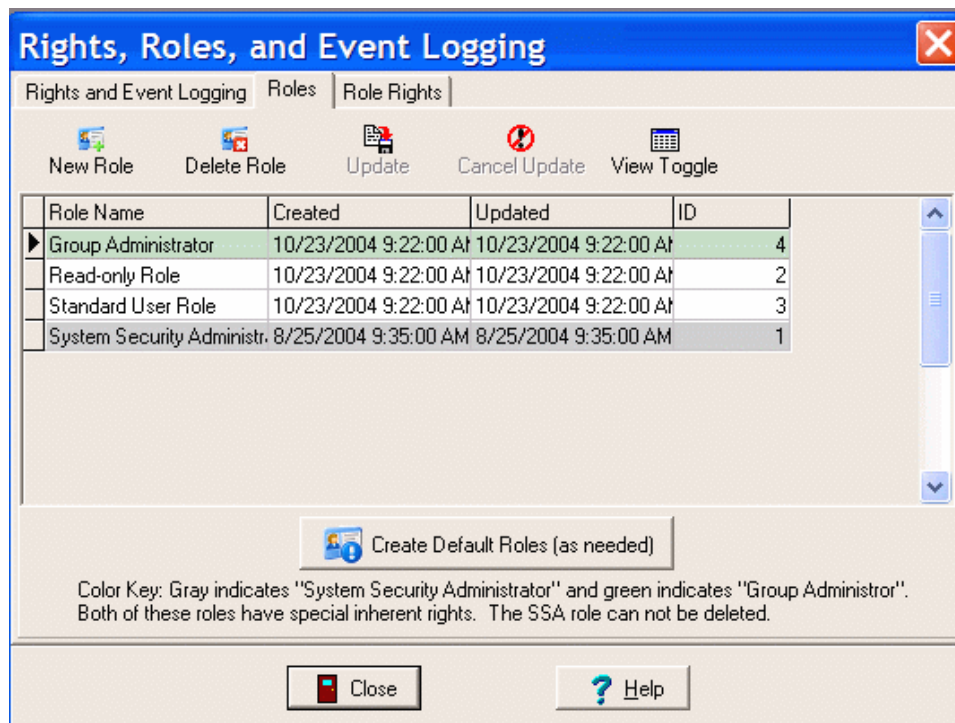 Rights, Roles, and Event Logging
Rights and Event Logging Roles Role Rights
New Role Delete Role Update Cancel Update View Toggle
Role Name Created Updated ID
Group Administrator 10/23/2004 9:22:00 AM 10/23/2004 9:22:00 AM 4
Read-only Role 10/23/2004 9:22:00 AM 10/23/2004 9:22:00 AM 2
Standard User Role 10/23/2004 9:22:00 AM 10/23/2004 9:22:00 AM 3
System Security Administr 8/25/2004 9:35:00 AM 8/25/2004 9:35:00 AM 1
Create Default Roles (as needed)
Color Key: Gray indicates "System Security Administrator" and green indicates "Group Administror".
Both of these roles have special inherent rights. The SSA role can not be deleted.
Close Help